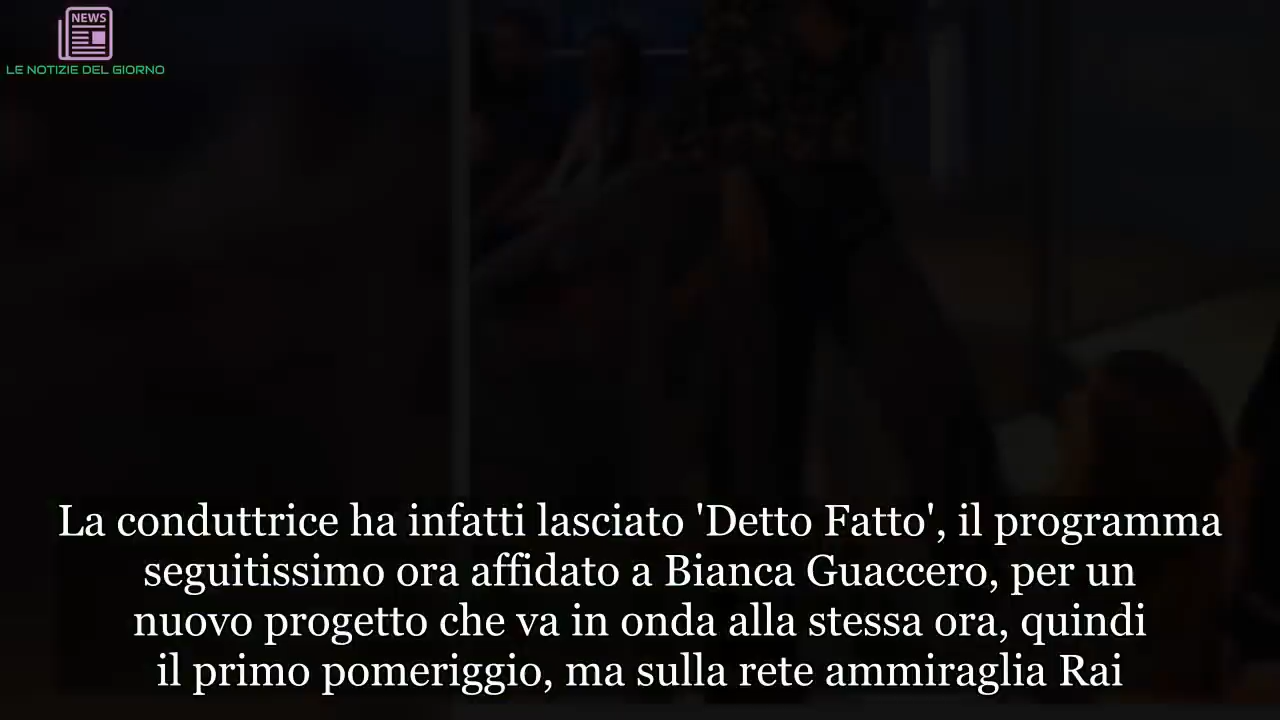 NEWS
LE NOTIZIE DEL GIORNO
La conduttrice ha infatti lasciato 'Detto Fatto', il programma
seguitissimo ora affidato a Bianca Guaccero, per un
nuovo progetto che va in onda alla stessa ora, quindi
il primo pomeriggio, ma sulla rete ammiraglia Rai